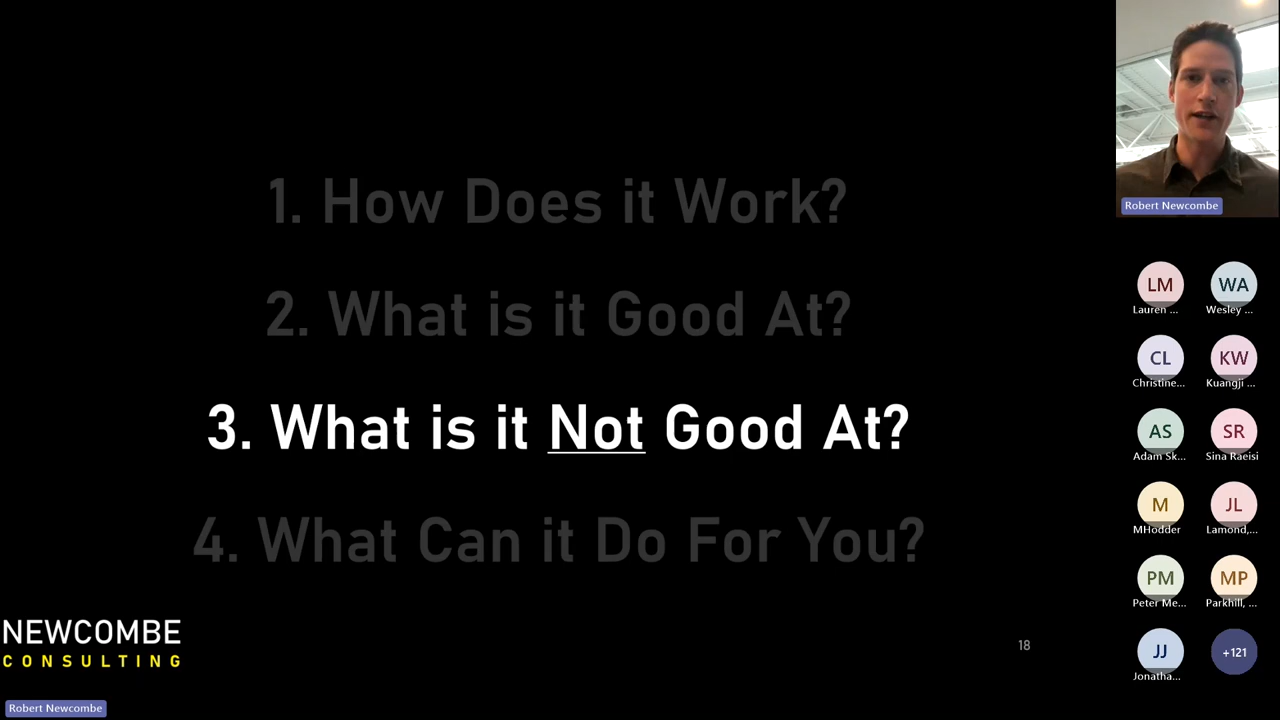 1. How Does it Work?
2. What is it Good At?
3. What is it Not Good At?
4. What Can it Do For You?
NEWCOMBE
CONSULTING
18
Robert Newcombe
Robert Newcombe
LM
Lauren ...
WA
Wesley ...
CL
Christine...
KW
Kuangji ...
AS
Adam Sk...
SR
Sina Raeisi
M
MHodder
JL
Lamond,...
PM
Peter Me...
MP
Parkhill, ...
JJ
Jonatha...
+121